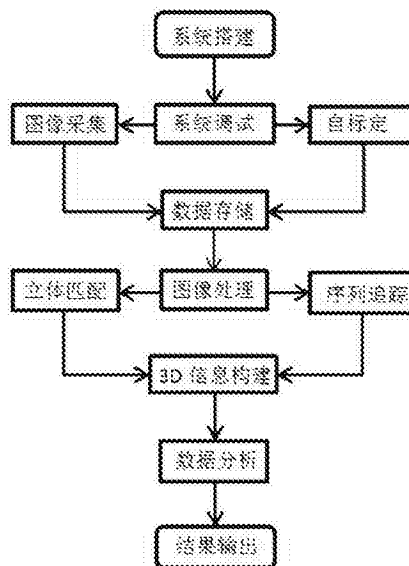 系统搭建
图像采集
系统测试
自标定
数据存储
立体匹配
图像处理
序列追踪
3D 信息构建
数据分析
结果输出